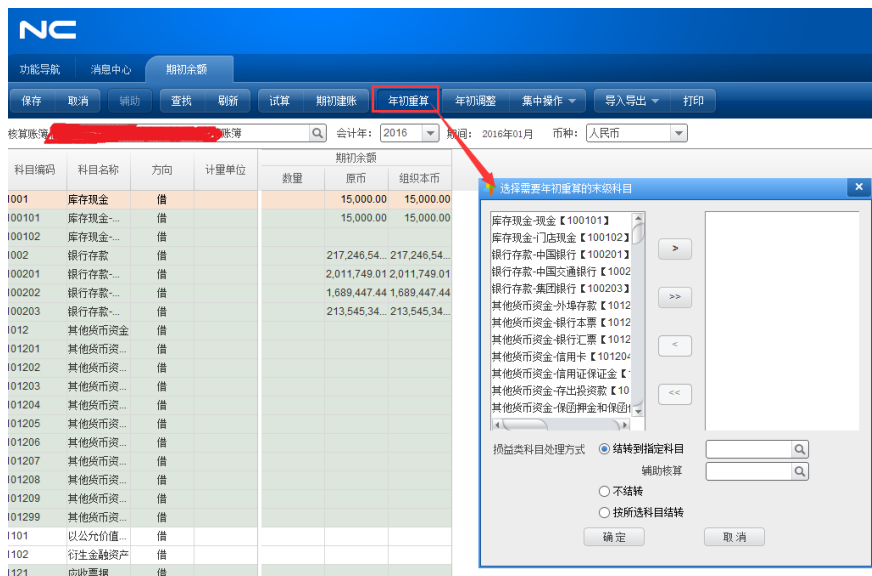 NC
功能导航 消息中心 期初余额
保存 取消 辅助 查找 刷新 试算 期初建账 年初重算 年初调整 集中操作 导入导出 打印
核算账簿 账簿 会计年: 2016 期间: 2016年01月 币种: 人民币
科目编码 科目名称 方向 计量单位 期初余额
数量 原币 组织本币
1001 库存现金 借 15,000.00 15,000.00
100101 库存现金-... 借 15,000.00 15,000.00
100102 库存现金-... 借
1002 银行存款 借 217,246,54... 217,246,54...
100201 银行存款-... 借 2,011,749.01 2,011,749.01
100202 银行存款-... 借 1,689,447.44 1,689,447.44
100203 银行存款-... 借 213,545,34... 213,545,34...
1012 其他货币资金 借
101201 其他货币资... 借
101202 其他货币资... 借
101203 其他货币资... 借
101204 其他货币资... 借
101205 其他货币资... 借
101206 其他货币资... 借
101207 其他货币资... 借
101208 其他货币资... 借
101209 其他货币资... 借
101299 其他货币资... 借
1101 以公允价值... 借
1102 衍生金融资产 借
1121 应收票据 借
选择需要年初重算的末级科目
库存现金-现金【100101】
库存现金-门店现金【100102】
银行存款-中国银行【100201】
银行存款-中国交通银行【1002
银行存款-集团银行【100203】
其他货币资金-外埠存款【1012
其他货币资金-银行本票【1012
其他货币资金-银行汇票【1012
其他货币资金-信用卡【101204
其他货币资金-信用证保证金【1
其他货币资金-存出投资款【10
其他货币资金-保函押金和保函
>
>>
<
<<
损益类科目处理方式 结转到指定科目
辅助核算
不结转
按所选科目结转
确定 取消